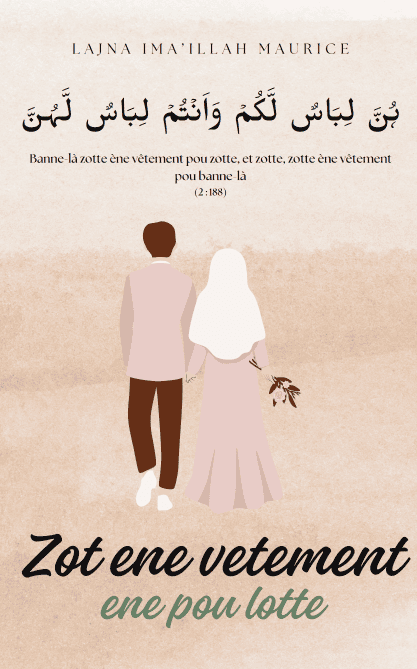 LAJNA IMA'ILLAH MAURICE
ہُنَّ لِبَاسٌ لَّکُمۡ وَاَنۡتُمۡ لِبَاسٌ لَّہُنَّ
Banne-là zotte ène vêtement pou zotte, et zotte, zotte ène vêtement
pou banne-là
(2 :188)
Zot ene vetement
ene pou lotte